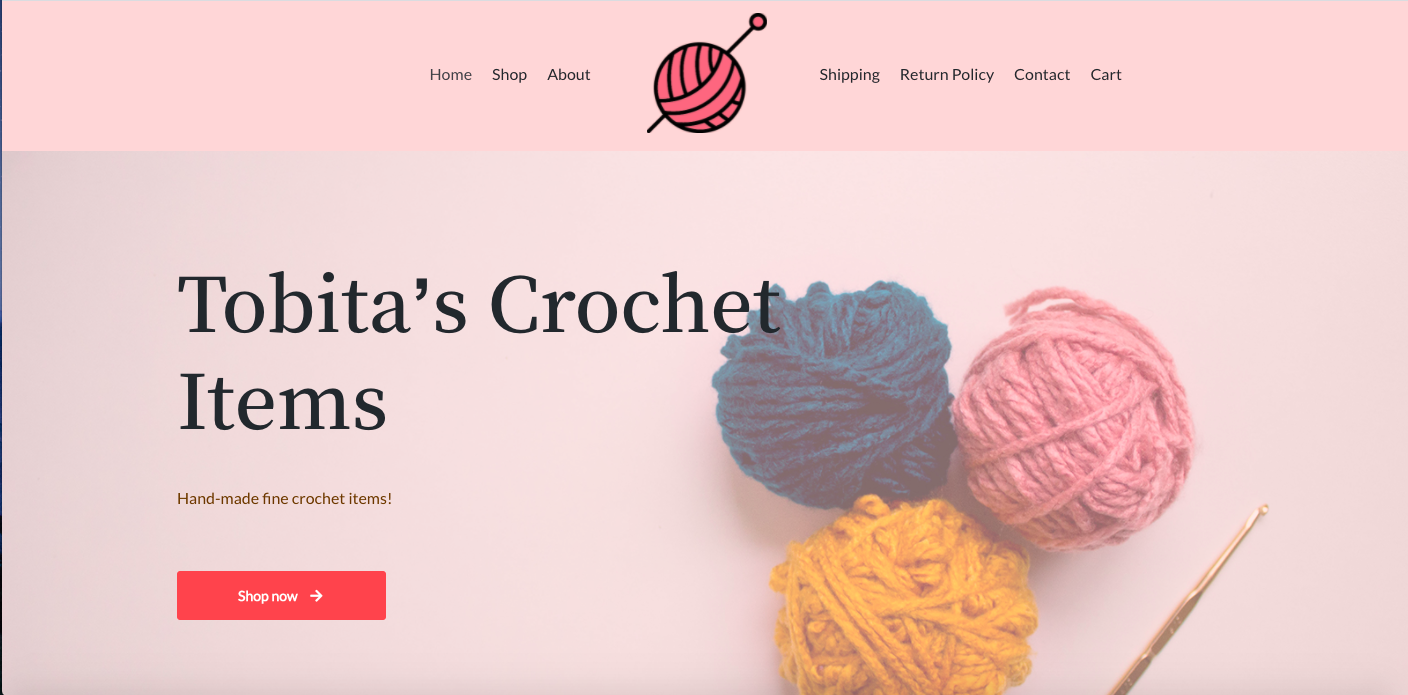 Home Shop About Shipping Return Policy Contact Cart
Tobita’s Crochet
Items
Hand-made fine crochet items!
Shop now